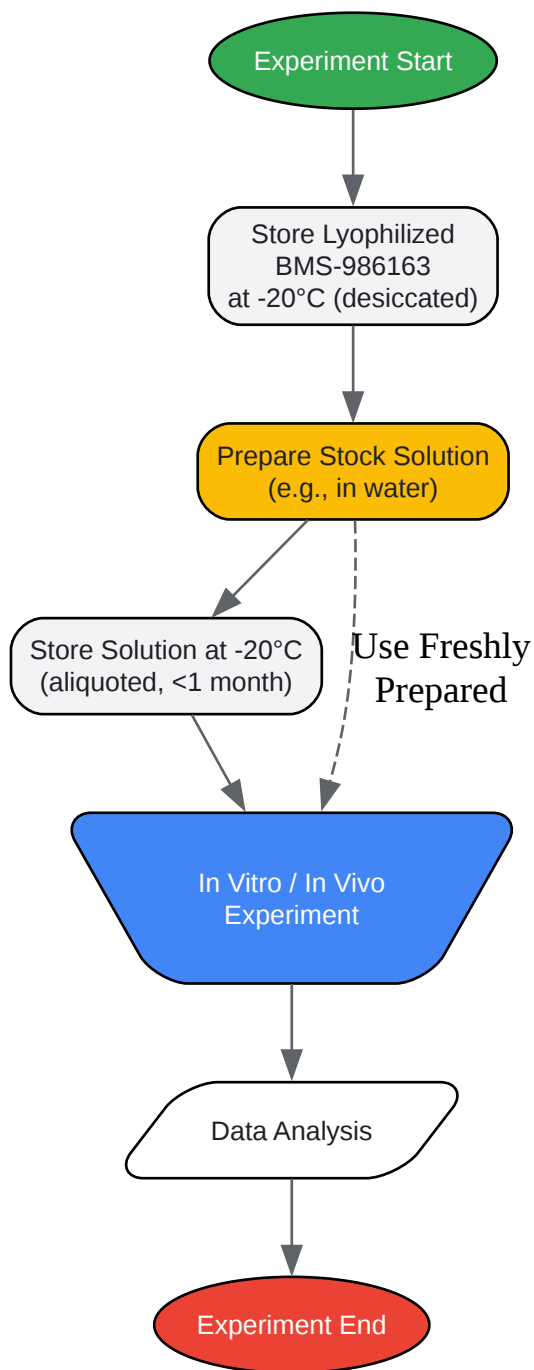 Experiment Start
Store Lyophilized
BMS-986163
at -20°C (desiccated)
Prepare Stock Solution
(e.g., in water)
Store Solution at -20°C
(aliquoted, <1 month)
Use Freshly
Prepared
In Vitro / In Vivo
Experiment
Data Analysis
Experiment End